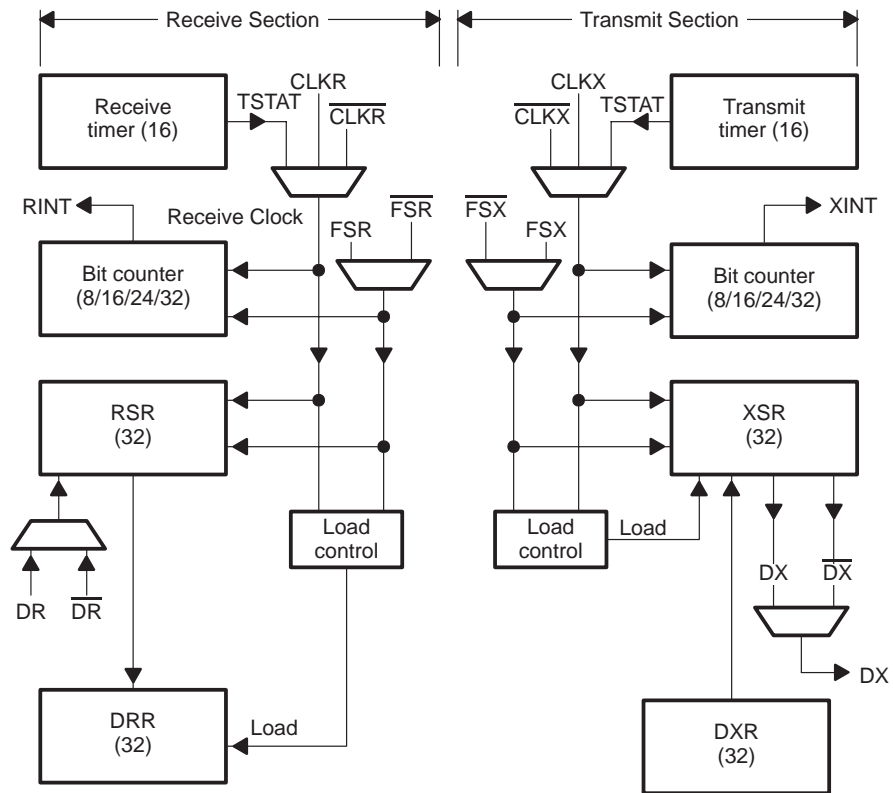 Receive Section
Transmit Section
Receive
timer (16)
TSTAT
CLKR
CLKR
CLKX
CLKX
TSTAT
Transmit
timer (16)
RINT
Receive Clock
FSR
FSR
FSX
FSX
XINT
Bit counter
(8/16/24/32)
Bit counter
(8/16/24/32)
RSR
(32)
XSR
(32)
Load
control
Load
control
Load
DR
DR
DX
DX
DX
DRR
(32)
Load
DXR
(32)